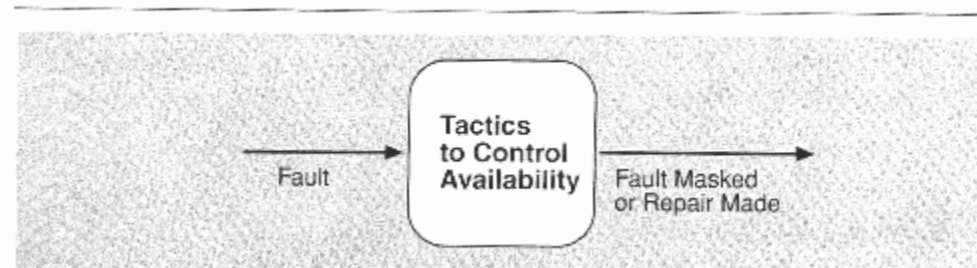 Tactics
to Control
Availability
Fault
Fault Masked
or Repair Made